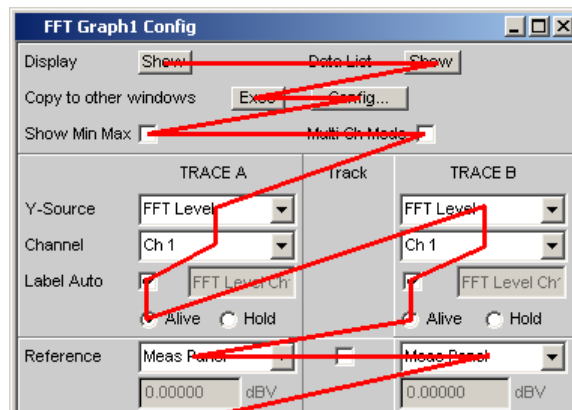 FFT Graph1 Config
Display Show Data List Show
Copy to other windows Exec Config...
Show Min Max Multi Ch Mode
TRACE A Track TRACE B
Y-Source FFT Level FFT Level
Channel Ch 1 Ch 1
Label Auto FFT Level Ch1 FFT Level Ch1
Alive Hold Alive Hold
Reference Meas Panel Meas Panel
0.00000 dBV 0.00000 dBV